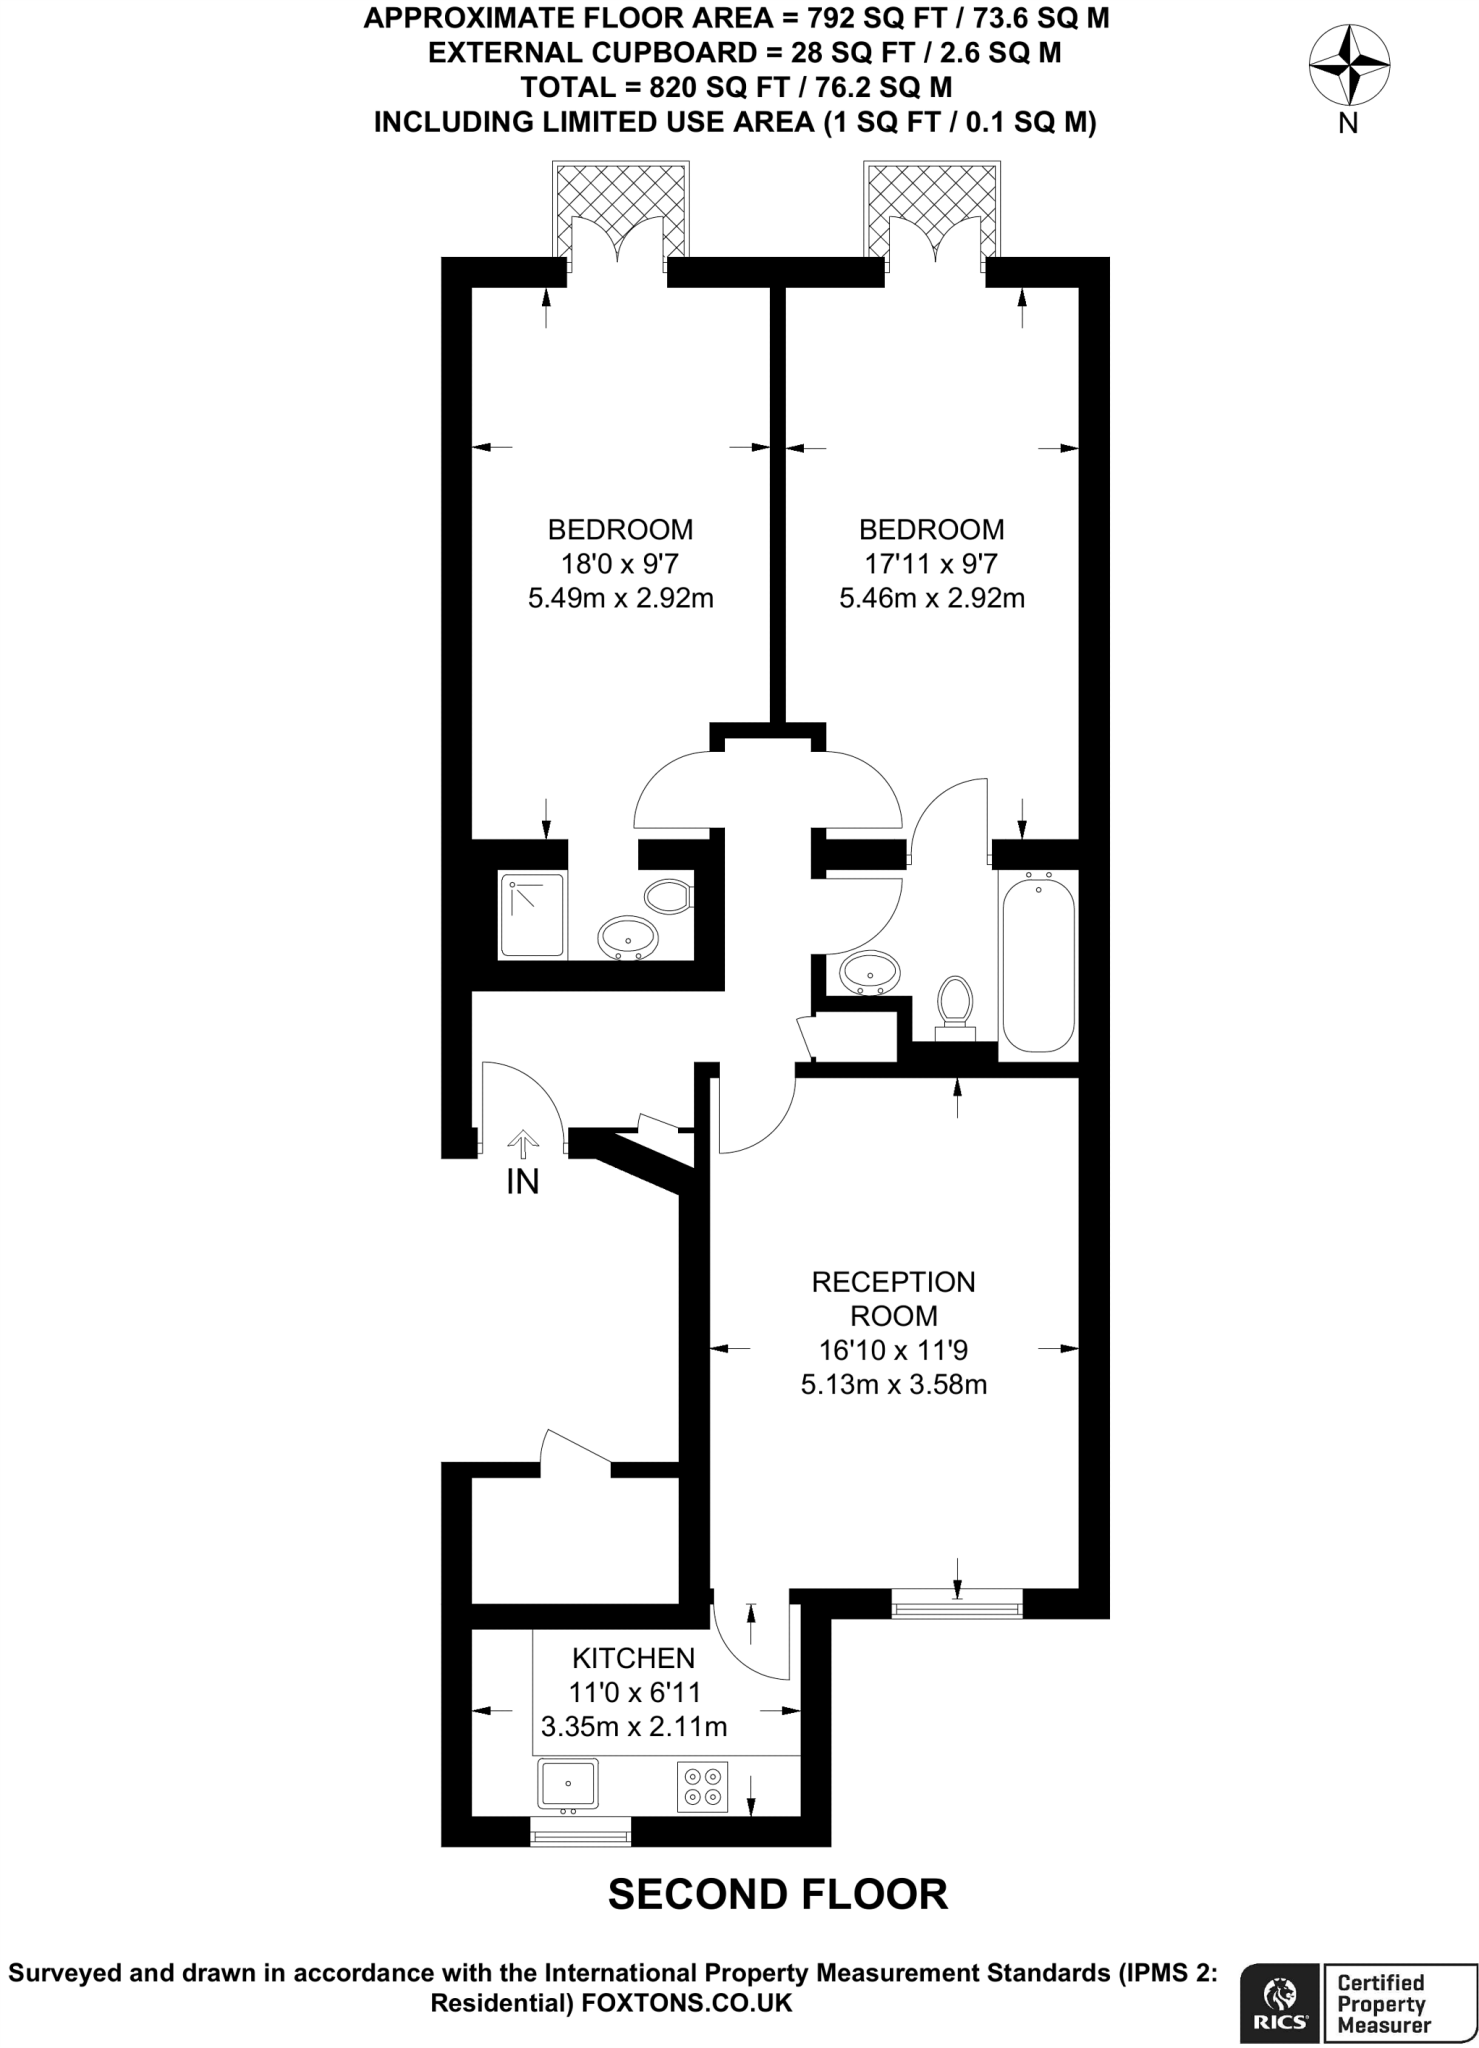 APPROXIMATE FLOOR AREA = 792 SQ FT / 73.6 SQ M
EXTERNAL CUPBOARD = 28 SQ FT / 2.6 SQ M
TOTAL = 820 SQ FT / 76.2 SQ M
INCLUDING LIMITED USE AREA (1 SQ FT / 0.1 SQ M)
N
BEDROOM
18'0 x 9'7
5.49m x 2.92m
BEDROOM
17'11 x 9'7
5.46m x 2.92m
IN
RECEPTION
ROOM
16'10 x 11'9
5.13m x 3.58m
KITCHEN
11'0 x 6'11
3.35m x 2.11m
SECOND FLOOR
Surveyed and drawn in accordance with the International Property Measurement Standards (IPMS 2:
Residential) FOXTONS.CO.UK
RICS
Certified
Property
Measurer